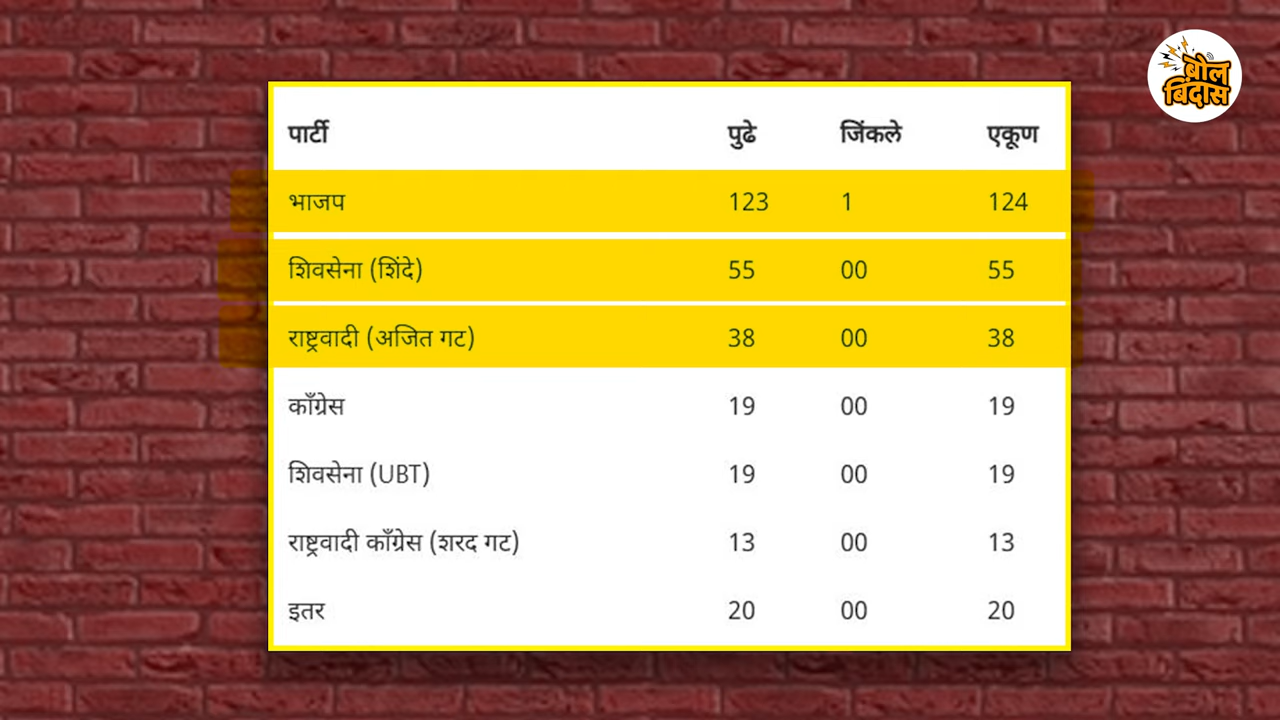 बोल
बिंदास
पार्टी पुढे जिंकले एकूण
भाजप 123 1 124
शिवसेना (शिंदे) 55 00 55
राष्ट्रवादी (अजित गट) 38 00 38
काँग्रेस 19 00 19
शिवसेना (UBT) 19 00 19
राष्ट्रवादी काँग्रेस (शरद गट) 13 00 13
इतर 20 00 20